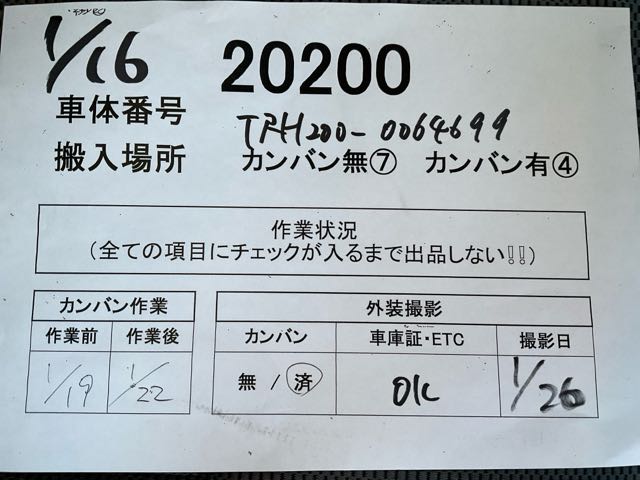 1/16 20200
車体番号 TRH200-0064699
搬入場所 カンバン無⑦ カンバン有④
作業状況
(全ての項目にチェックが入るまで出品しない!!)
カンバン作業 外装撮影
作業前 作業後 カンバン 車庫証・ETC 撮影日
1/19 1/22 無 / 済 OK 1/26